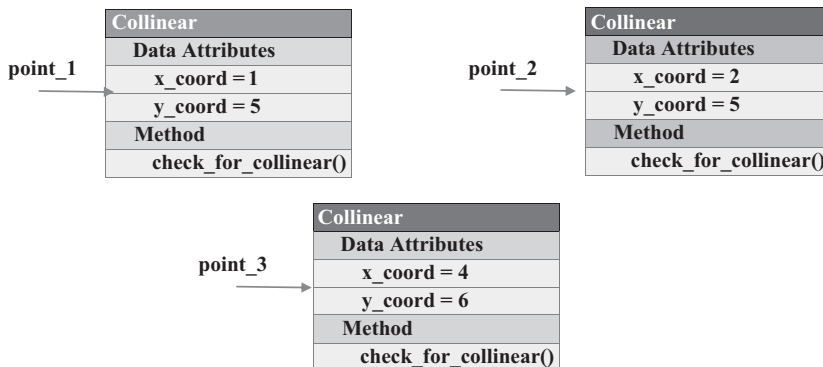 Collinear
Data Attributes
point_1
x_coord = 1
y_coord = 5
Method
check_for_collinear()
Collinear
Data Attributes
point_2
x_coord = 2
y_coord = 5
Method
check_for_collinear()
Collinear
Data Attributes
point_3
x_coord = 4
y_coord = 6
Method
check_for_collinear()